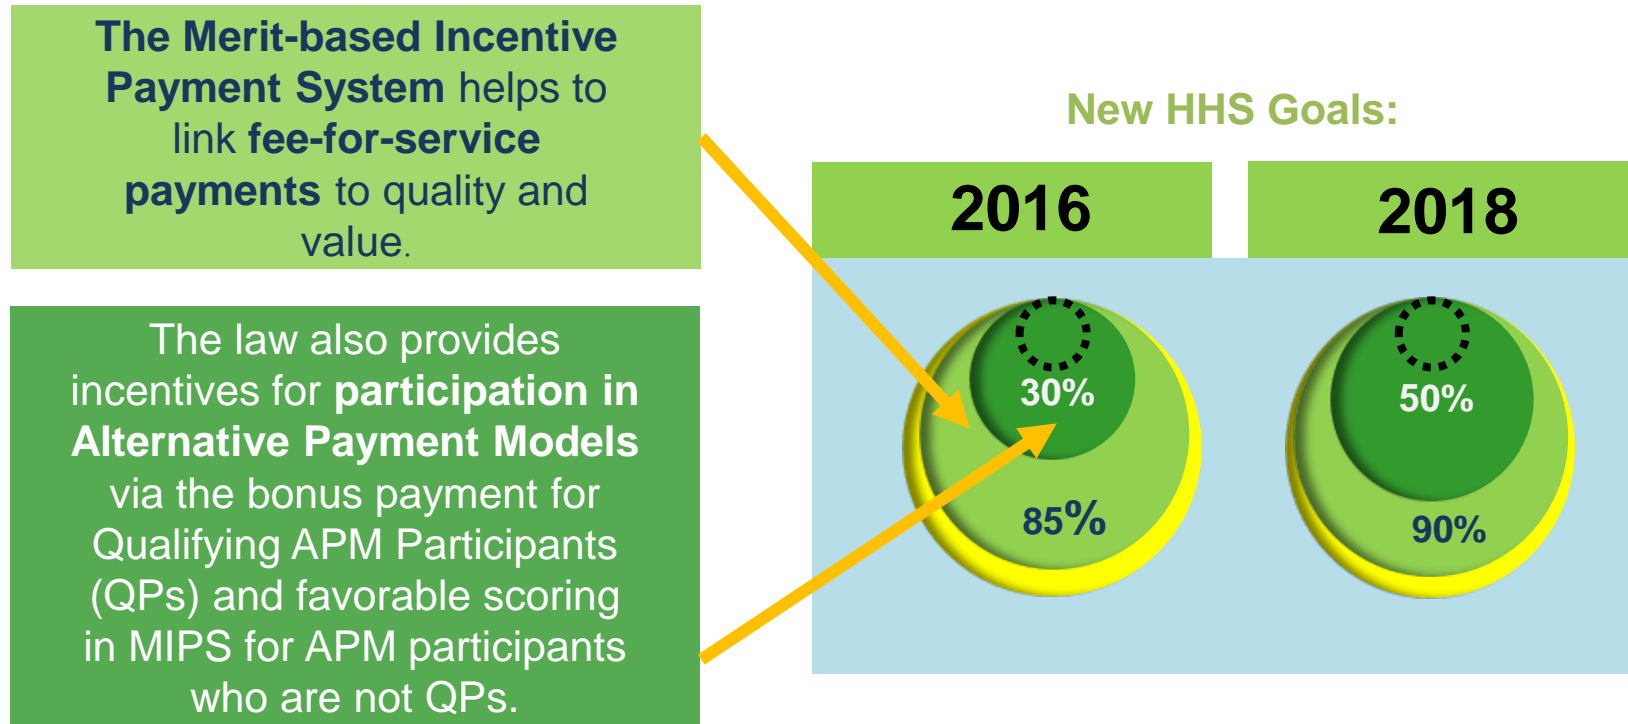 The Merit-based Incentive
Payment System helps to
link fee-for-service
payments to quality and
value.
The law also provides
incentives for participation in
Alternative Payment Models
via the bonus payment for
Qualifying APM Participants
(QPs) and favorable scoring
in MIPS for APM participants
who are not QPs.
New HHS Goals:
2016
2018
30%
50%
85%
90%